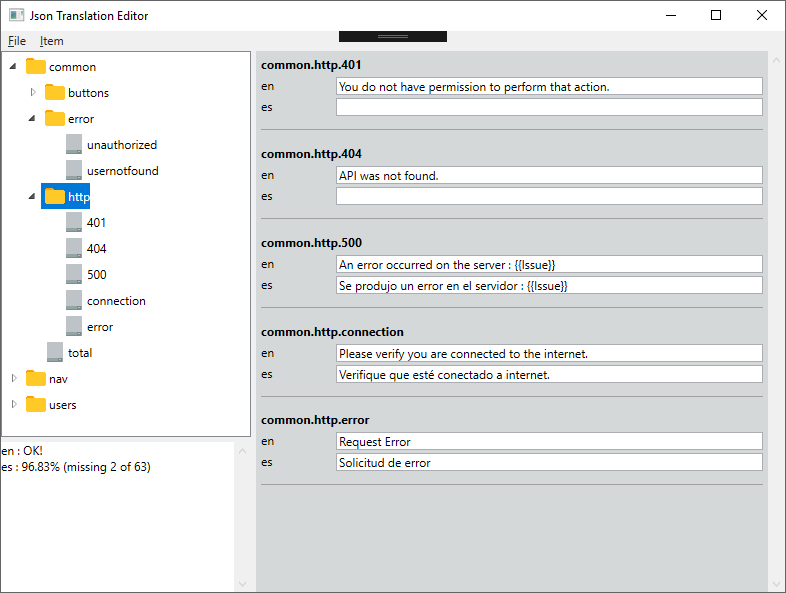 Json Translation Editor
File Item
common
buttons
error
unauthorized
usernotfound
http
401
404
500
connection
error
total
nav
users
en : OK!
es : 96.83% (missing 2 of 63)
common.http.401
en You do not have permission to perform that action.
es
common.http.404
en API was not found.
es
common.http.500
en An error occurred on the server : {{Issue}}
es Se produjo un error en el servidor : {{Issue}}
common.http.connection
en Please verify you are connected to the internet.
es Verifique que esté conectado a internet.
common.http.error
en Request Error
es Solicitud de error